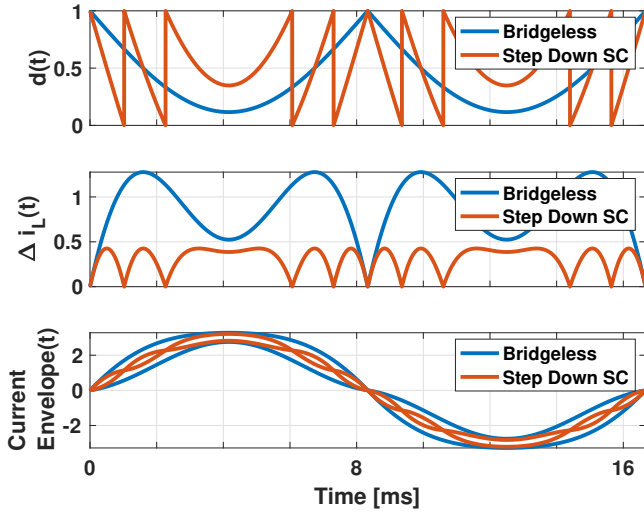 d(t)
1
0.5
0
Bridgeless
Step Down SC
Δ i_L(t)
1
0.5
0
Bridgeless
Step Down SC
Current
Envelope(t)
2
0
-2
Bridgeless
Step Down SC
0
8
16
Time [ms]